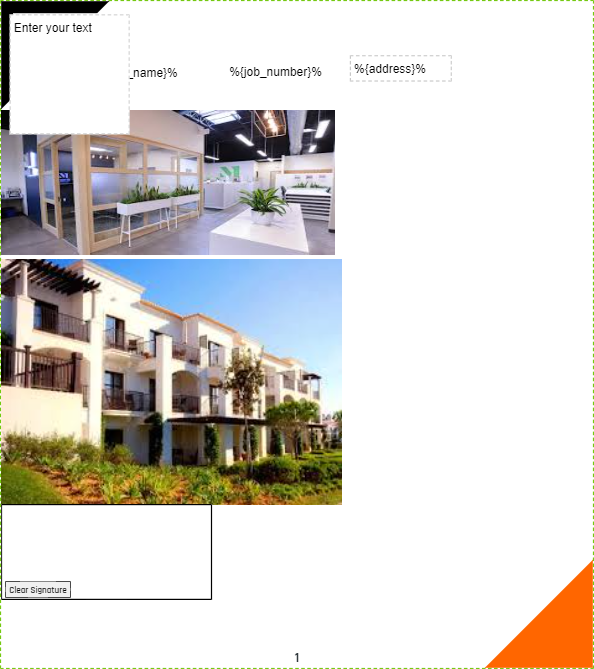 Enter your text
_name}%
%{job_number}%
%{address}%
Clear Signature
1